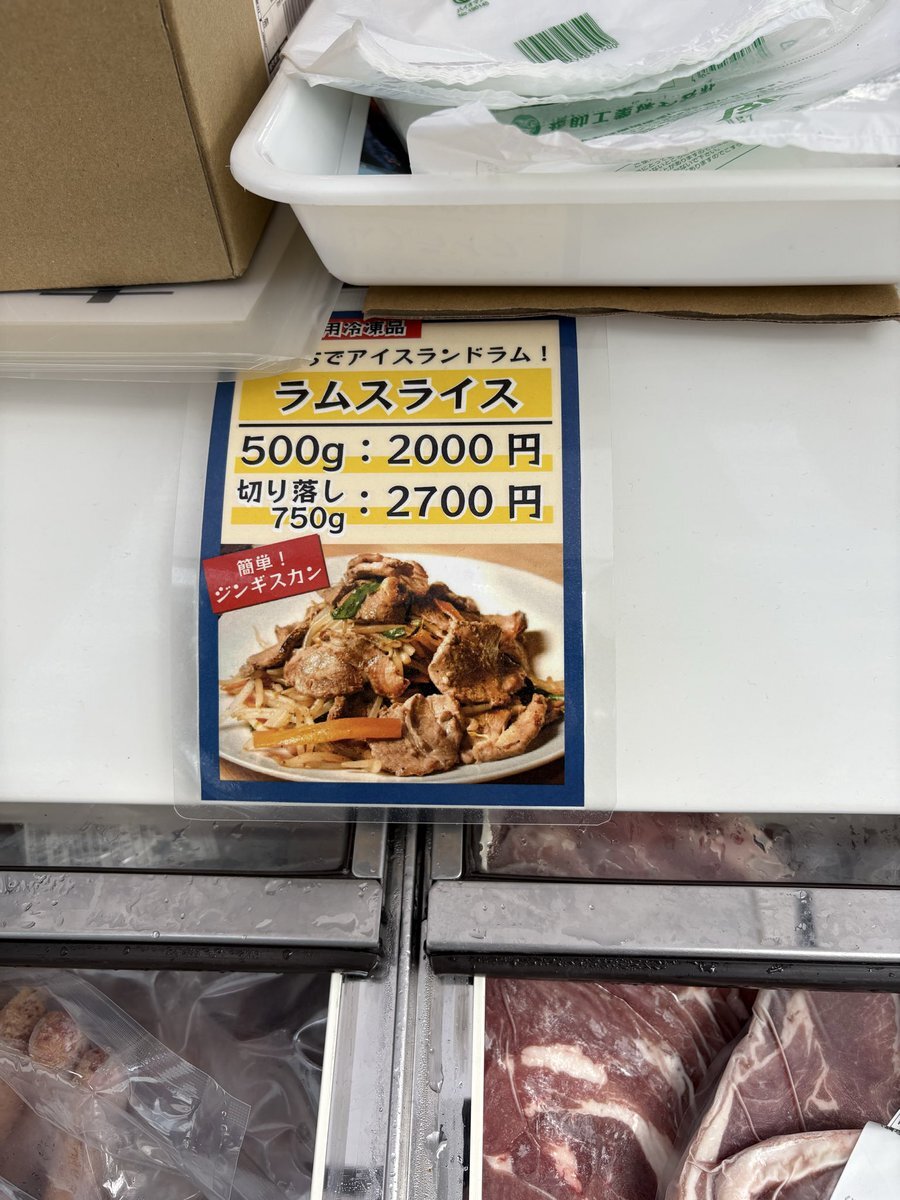 用冷凍品
ちでアイスランドラム！
ラムスライス
500g：2000円
切り落し
750g：2700円
簡単！
ジンギスカン